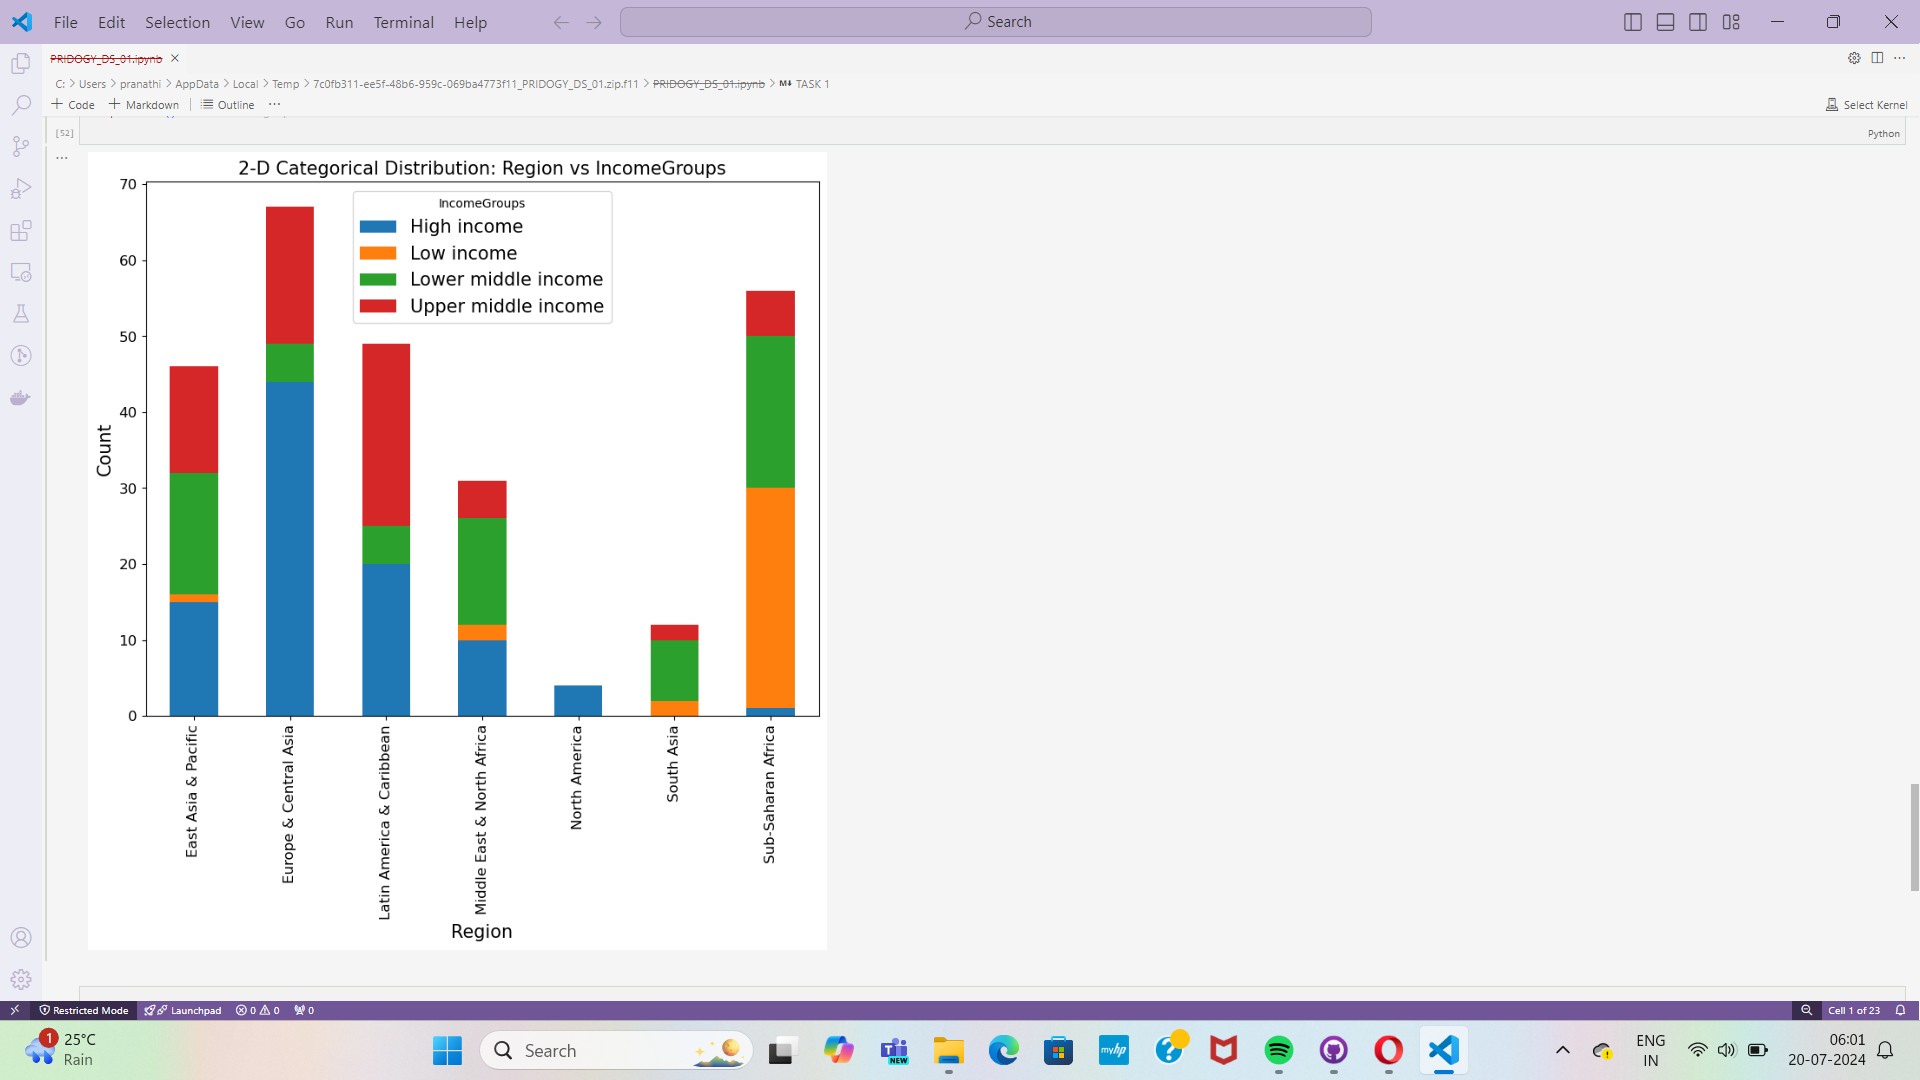 File Edit Selection View Go Run Terminal Help Search
PRIDOGY_DS_01.ipynb
C: > Users > pranathi > AppData > Local > Temp > 7c0fb311-ee5f-48b6-959c-069ba4773f11_PRIDOGY_DS_01.zip.f11 > PRIDOGY_DS_01.ipynb > M↓ TASK 1
+ Code + Markdown Outline ... Select Kernel
[52] Python
...
2-D Categorical Distribution: Region vs IncomeGroups
IncomeGroups
High income
Low income
Lower middle income
Upper middle income
70
60
50
40
30
20
10
0
Count
East Asia & Pacific
Europe & Central Asia
Latin America & Caribbean
Middle East & North Africa
North America
South Asia
Sub-Saharan Africa
Region
Restricted Mode Launchpad 0 0 0 Cell 1 of 23
1 25°C
Rain
Search
NEW
myhp
?
ENG
IN
06:01
20-07-2024